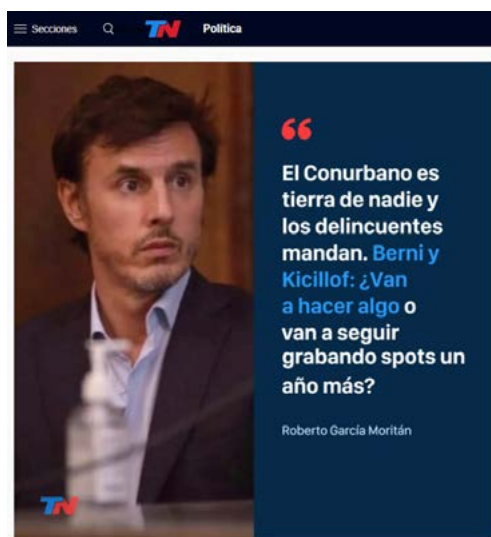 Secciones
TN
Política
“
El Conurbano es
tierra de nadie y
los delincuentes
mandan. Berni y
Kicillof: ¿Van
a hacer algo o
van a seguir
grabando spots un
año más?
Roberto García Moritán
TN